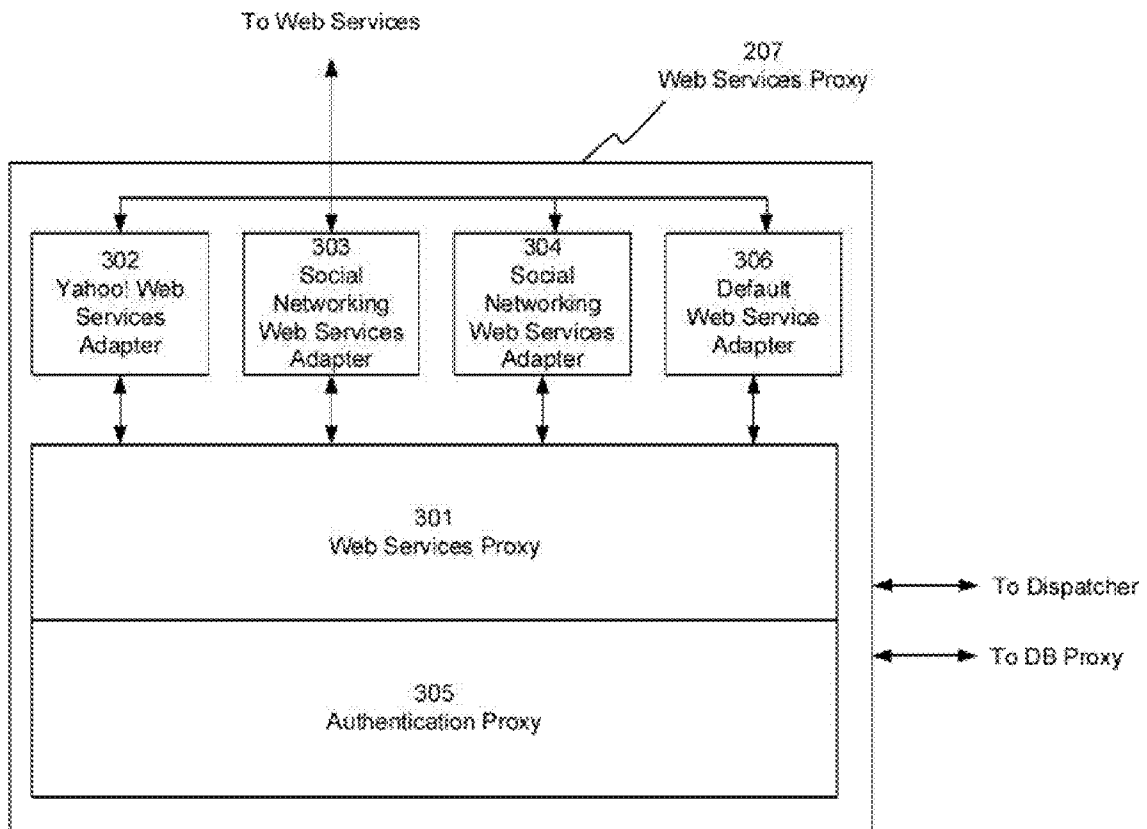 To Web Services
207
Web Services Proxy
302
Yahoo! Web
Services
Adapter
303
Social
Networking
Web Services
Adapter
304
Social
Networking
Web Services
Adapter
306
Default
Web Service
Adapter
301
Web Services Proxy
To Dispatcher
To DB Proxy
305
Authentication Proxy